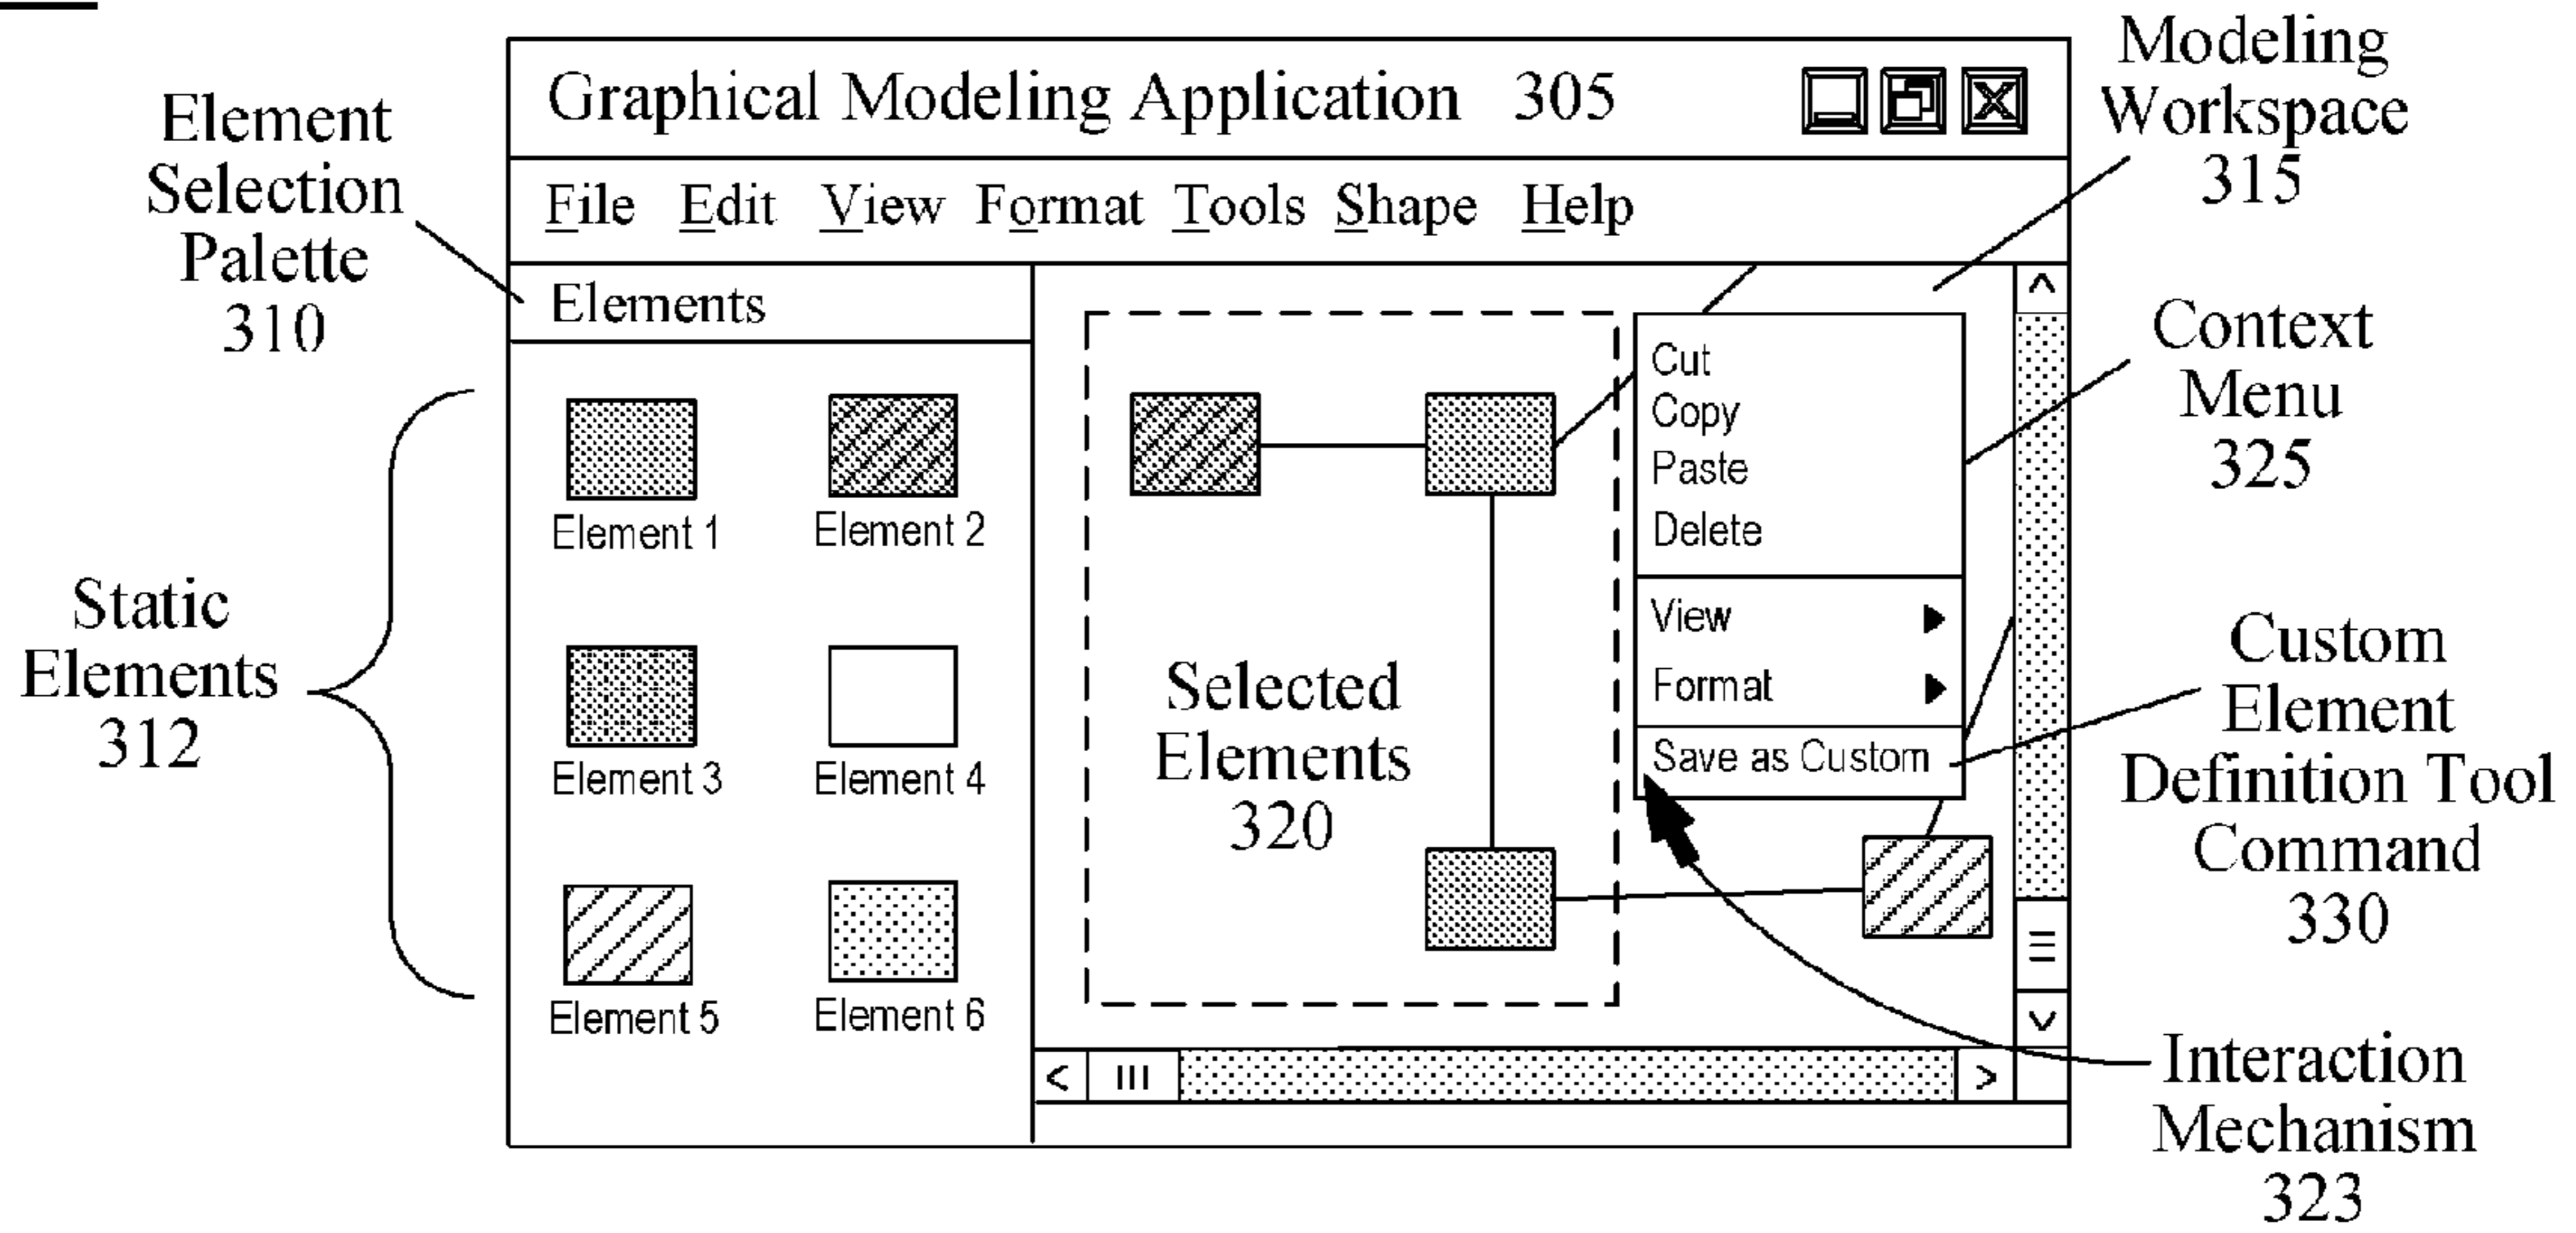 Graphical Modeling Application 305
File Edit View Format Tools Shape Help
Element
Selection
Palette
310
Elements
Static
Elements
312
Element 1
Element 2
Element 3
Element 4
Element 5
Element 6
Selected
Elements
320
Cut
Copy
Paste
Delete
View
Format
Save as Custom
Modeling
Workspace
315
Context
Menu
325
Custom
Element
Definition Tool
Command
330
Interaction
Mechanism
323